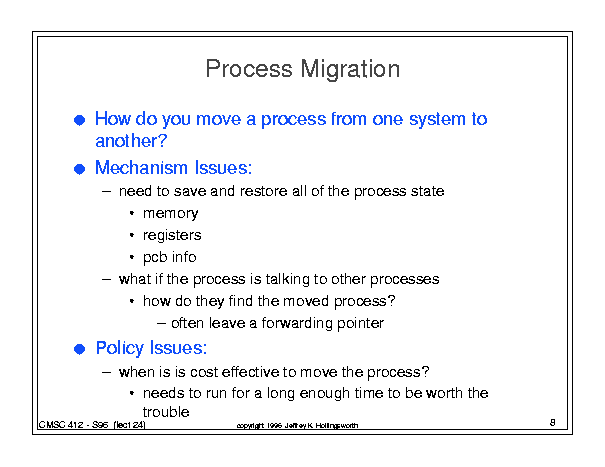 Process Migration
● How do you move a process from one system to
another?
● Mechanism Issues:
– need to save and restore all of the process state
• memory
• registers
• pcb info
– what if the process is talking to other processes
• how do they find the moved process?
– often leave a forwarding pointer
● Policy Issues:
– when is is cost effective to move the process?
• needs to run for a long enough time to be worth the
trouble
CMSC 412 - S96 (lect 24)
copyright 1996 Jeffrey K. Hollingsworth
8